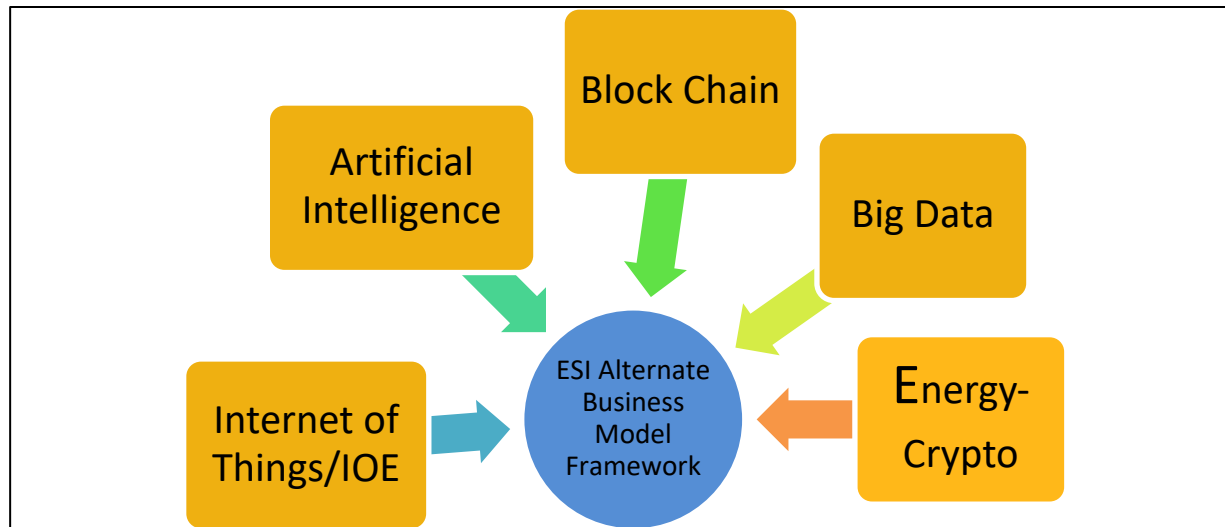 Block Chain
Artificial
Intelligence
Big Data
Internet of
Things/IOE
ESI Alternate
Business
Model
Framework
Energy-
Crypto